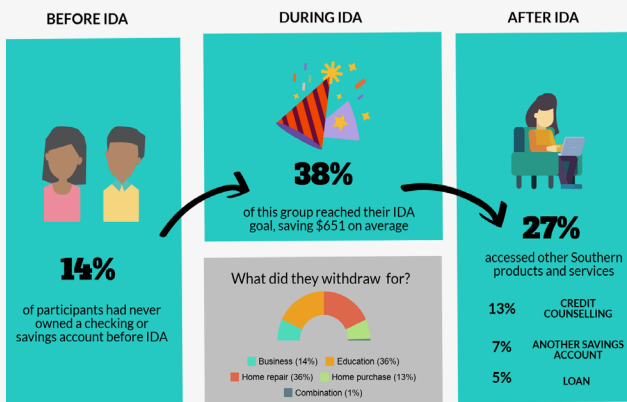 BEFORE IDA
14%
of participants had never
owned a checking or
savings account before IDA
DURING IDA
38%
of this group reached their IDA
goal, saving $651 on average
What did they withdraw for?
Business (14%)
Education (36%)
Home repair (36%)
Home purchase (13%)
Combination (1%)
AFTER IDA
27%
accessed other Southern
products and services
13% CREDIT
COUNSELLING
7% ANOTHER SAVINGS
ACCOUNT
5% LOAN